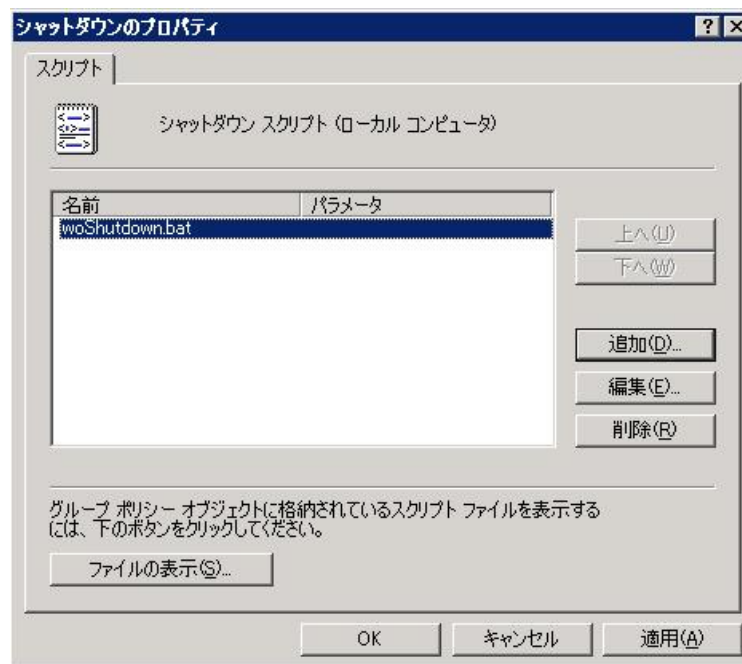 シャットダウンのプロパティ
スクリプト
シャットダウン スクリプト (ローカル コンピュータ)
名前 パラメータ
woShutdown.bat
上へ(U)
下へ(W)
追加(D)...
編集(E)...
削除(R)
グループ ポリシー オブジェクトに格納されているスクリプト ファイルを表示する
には、下のボタンをクリックしてください。
ファイルの表示(S)...
OK キャンセル 適用(A)